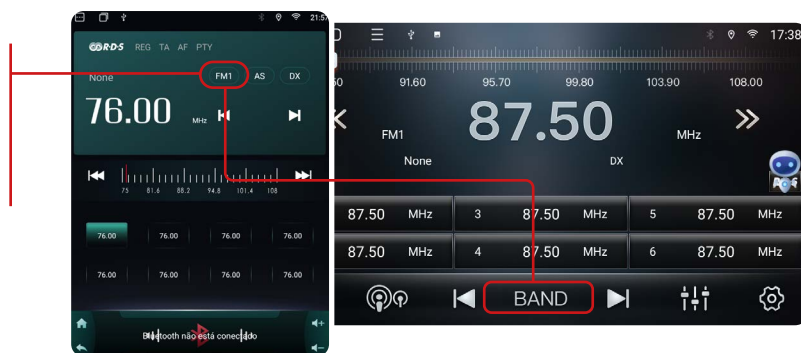 21:57
RDS REG TA AF PTY
None
FM1 AS DX
76.00 MHz
75 81.6 88.2 94.8 101.4 108
76.00 76.00 76.00 76.00
76.00 76.00 76.00 76.00
Bluetooth não está conectado
17:38
91.60 95.70 99.80 103.90 108.00
FM1 87.50 MHz
None DX
87.50 MHz 3 87.50 MHz 5 87.50 MHz
87.50 MHz 4 87.50 MHz 6 87.50 MHz
BAND